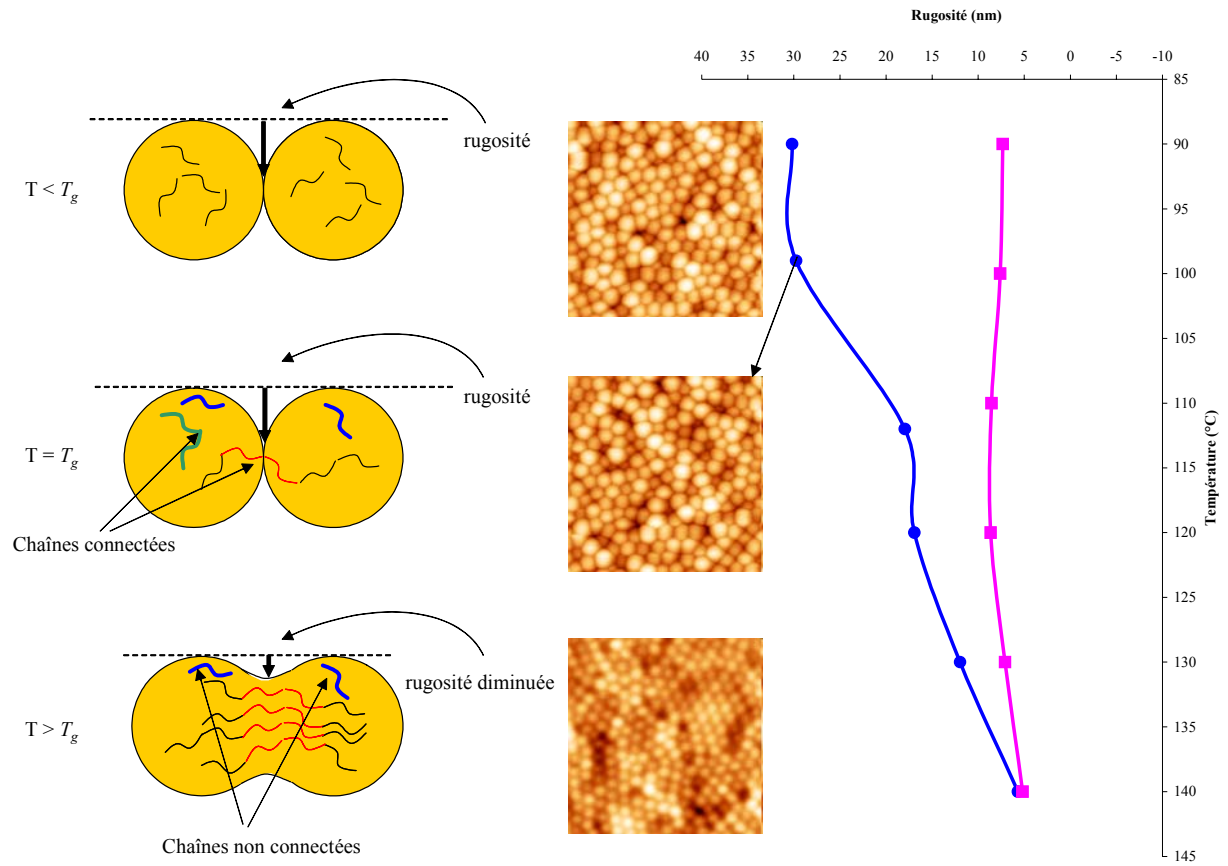 rugosité
T < Tg
rugosité
T = Tg
Chaînes connectées
rugosité diminuée
T > Tg
Chaînes non connectées
Rugosité (nm)
40 35 30 25 20 15 10 5 0 -5 -10
85
90
95
100
105
110
115
120
125
130
135
140
145
Température (°C)